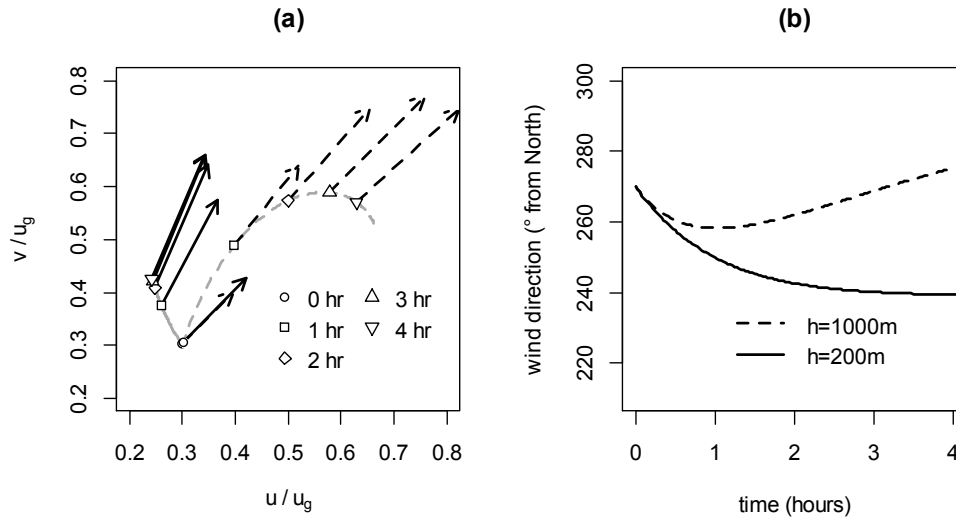 (a)
0.8
0.7
0.6
0.5
0.4
0.3
0.2
v / u_g
0.2 0.3 0.4 0.5 0.6 0.7 0.8
u / u_g
0 hr
1 hr
2 hr
3 hr
4 hr
(b)
300
280
260
240
220
wind direction (° from North)
h=1000m
h=200m
0 1 2 3 4
time (hours)